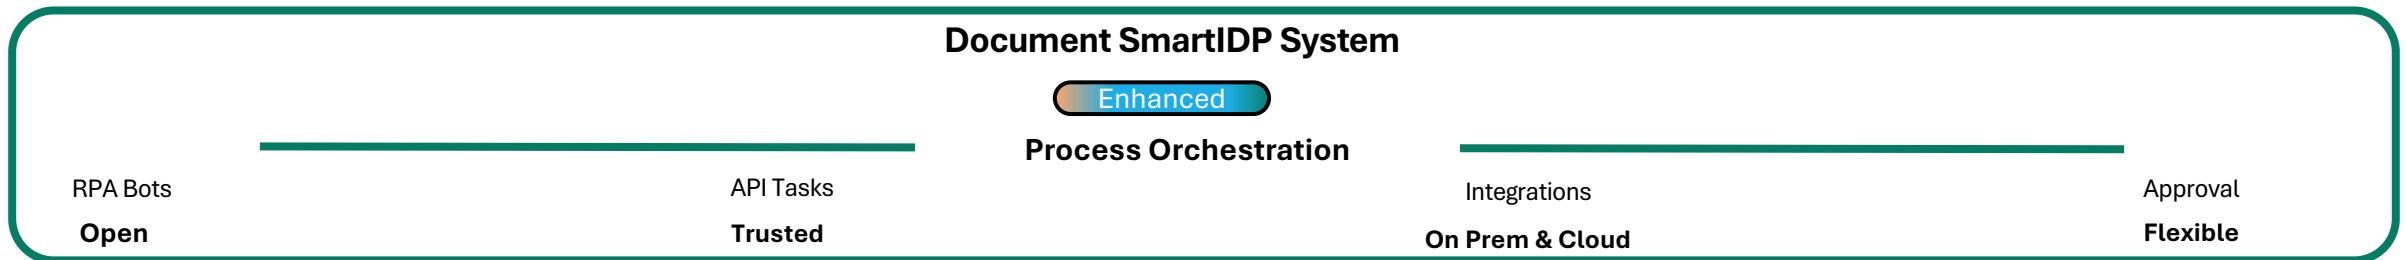 Document SmartIDP System
Enhanced
Process Orchestration
RPA Bots
API Tasks
Integrations
Approval
Open
Trusted
On Prem & Cloud
Flexible